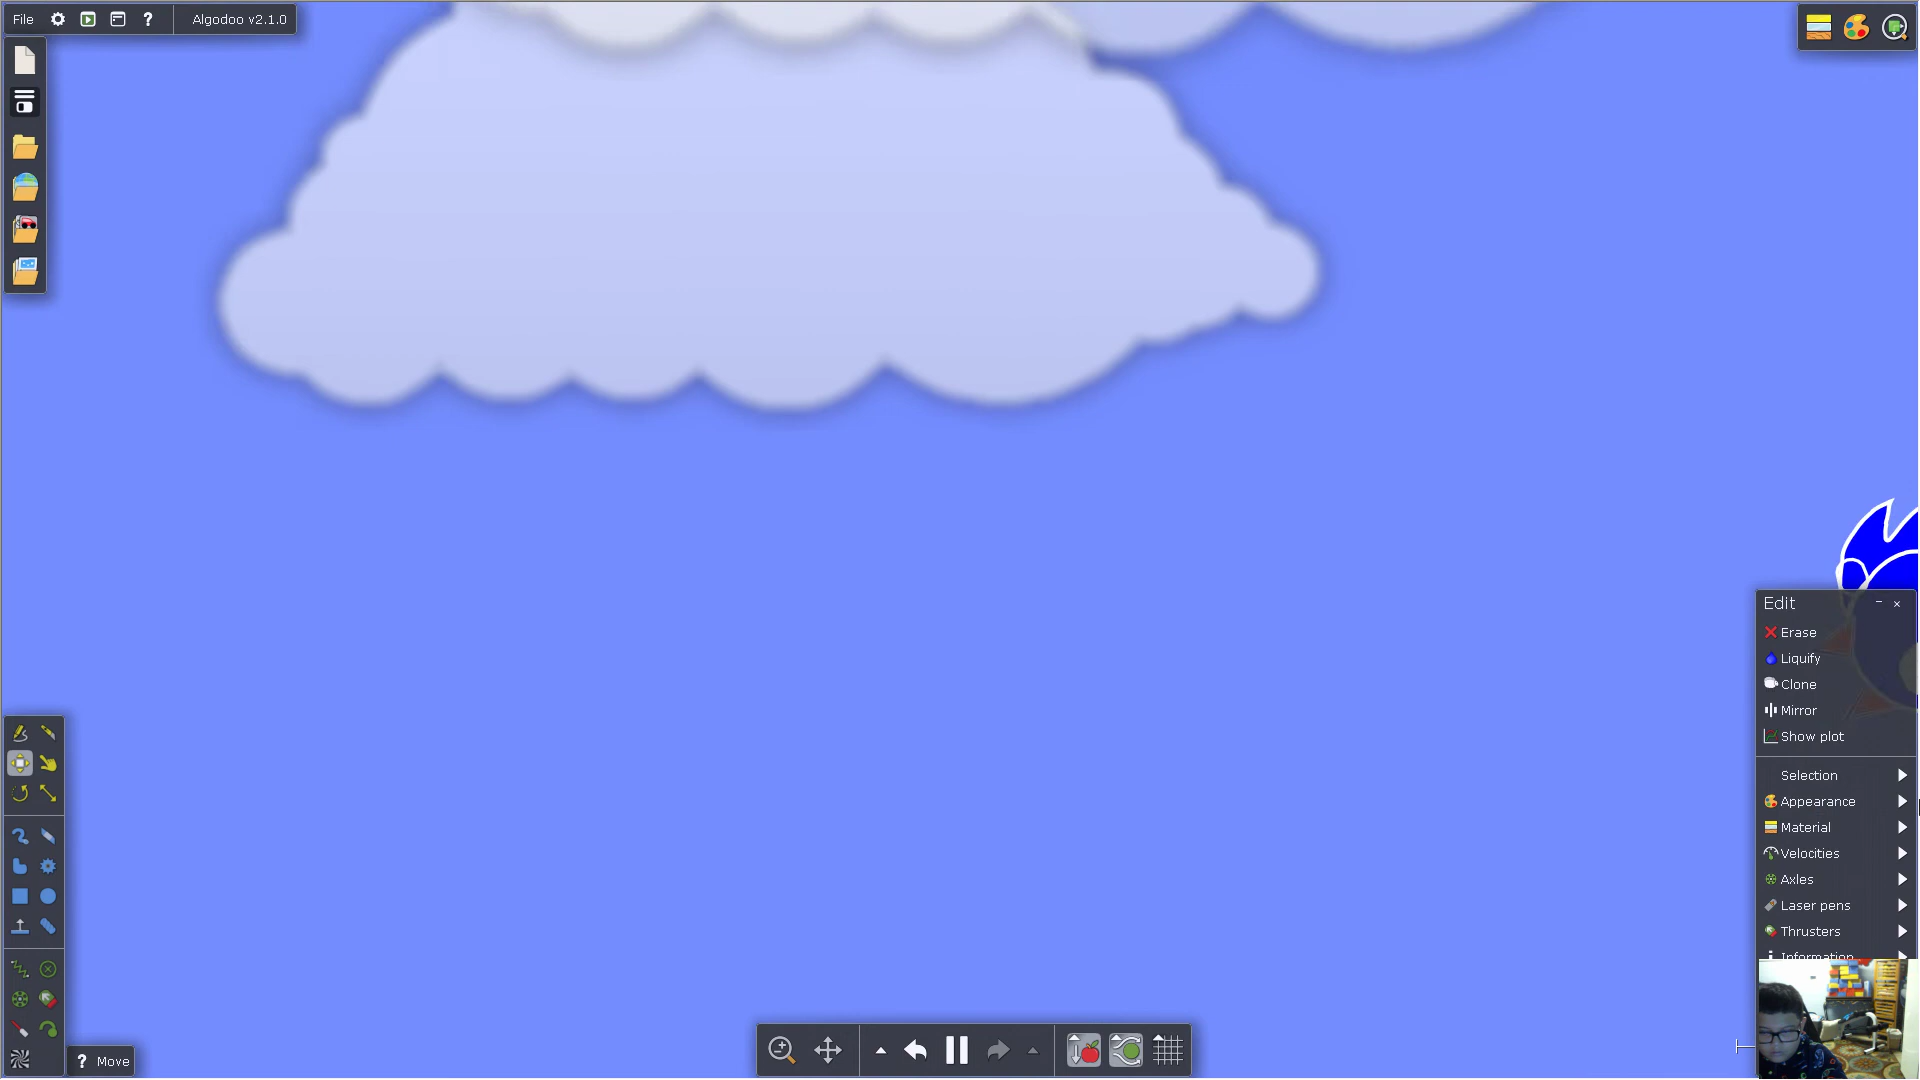 File ? Algodoo v2.1.0
Edit
Erase
Liquify
Clone
Mirror
Show plot
Selection
Appearance
Material
Velocities
Axles
Laser pens
Thrusters
Information
? Move